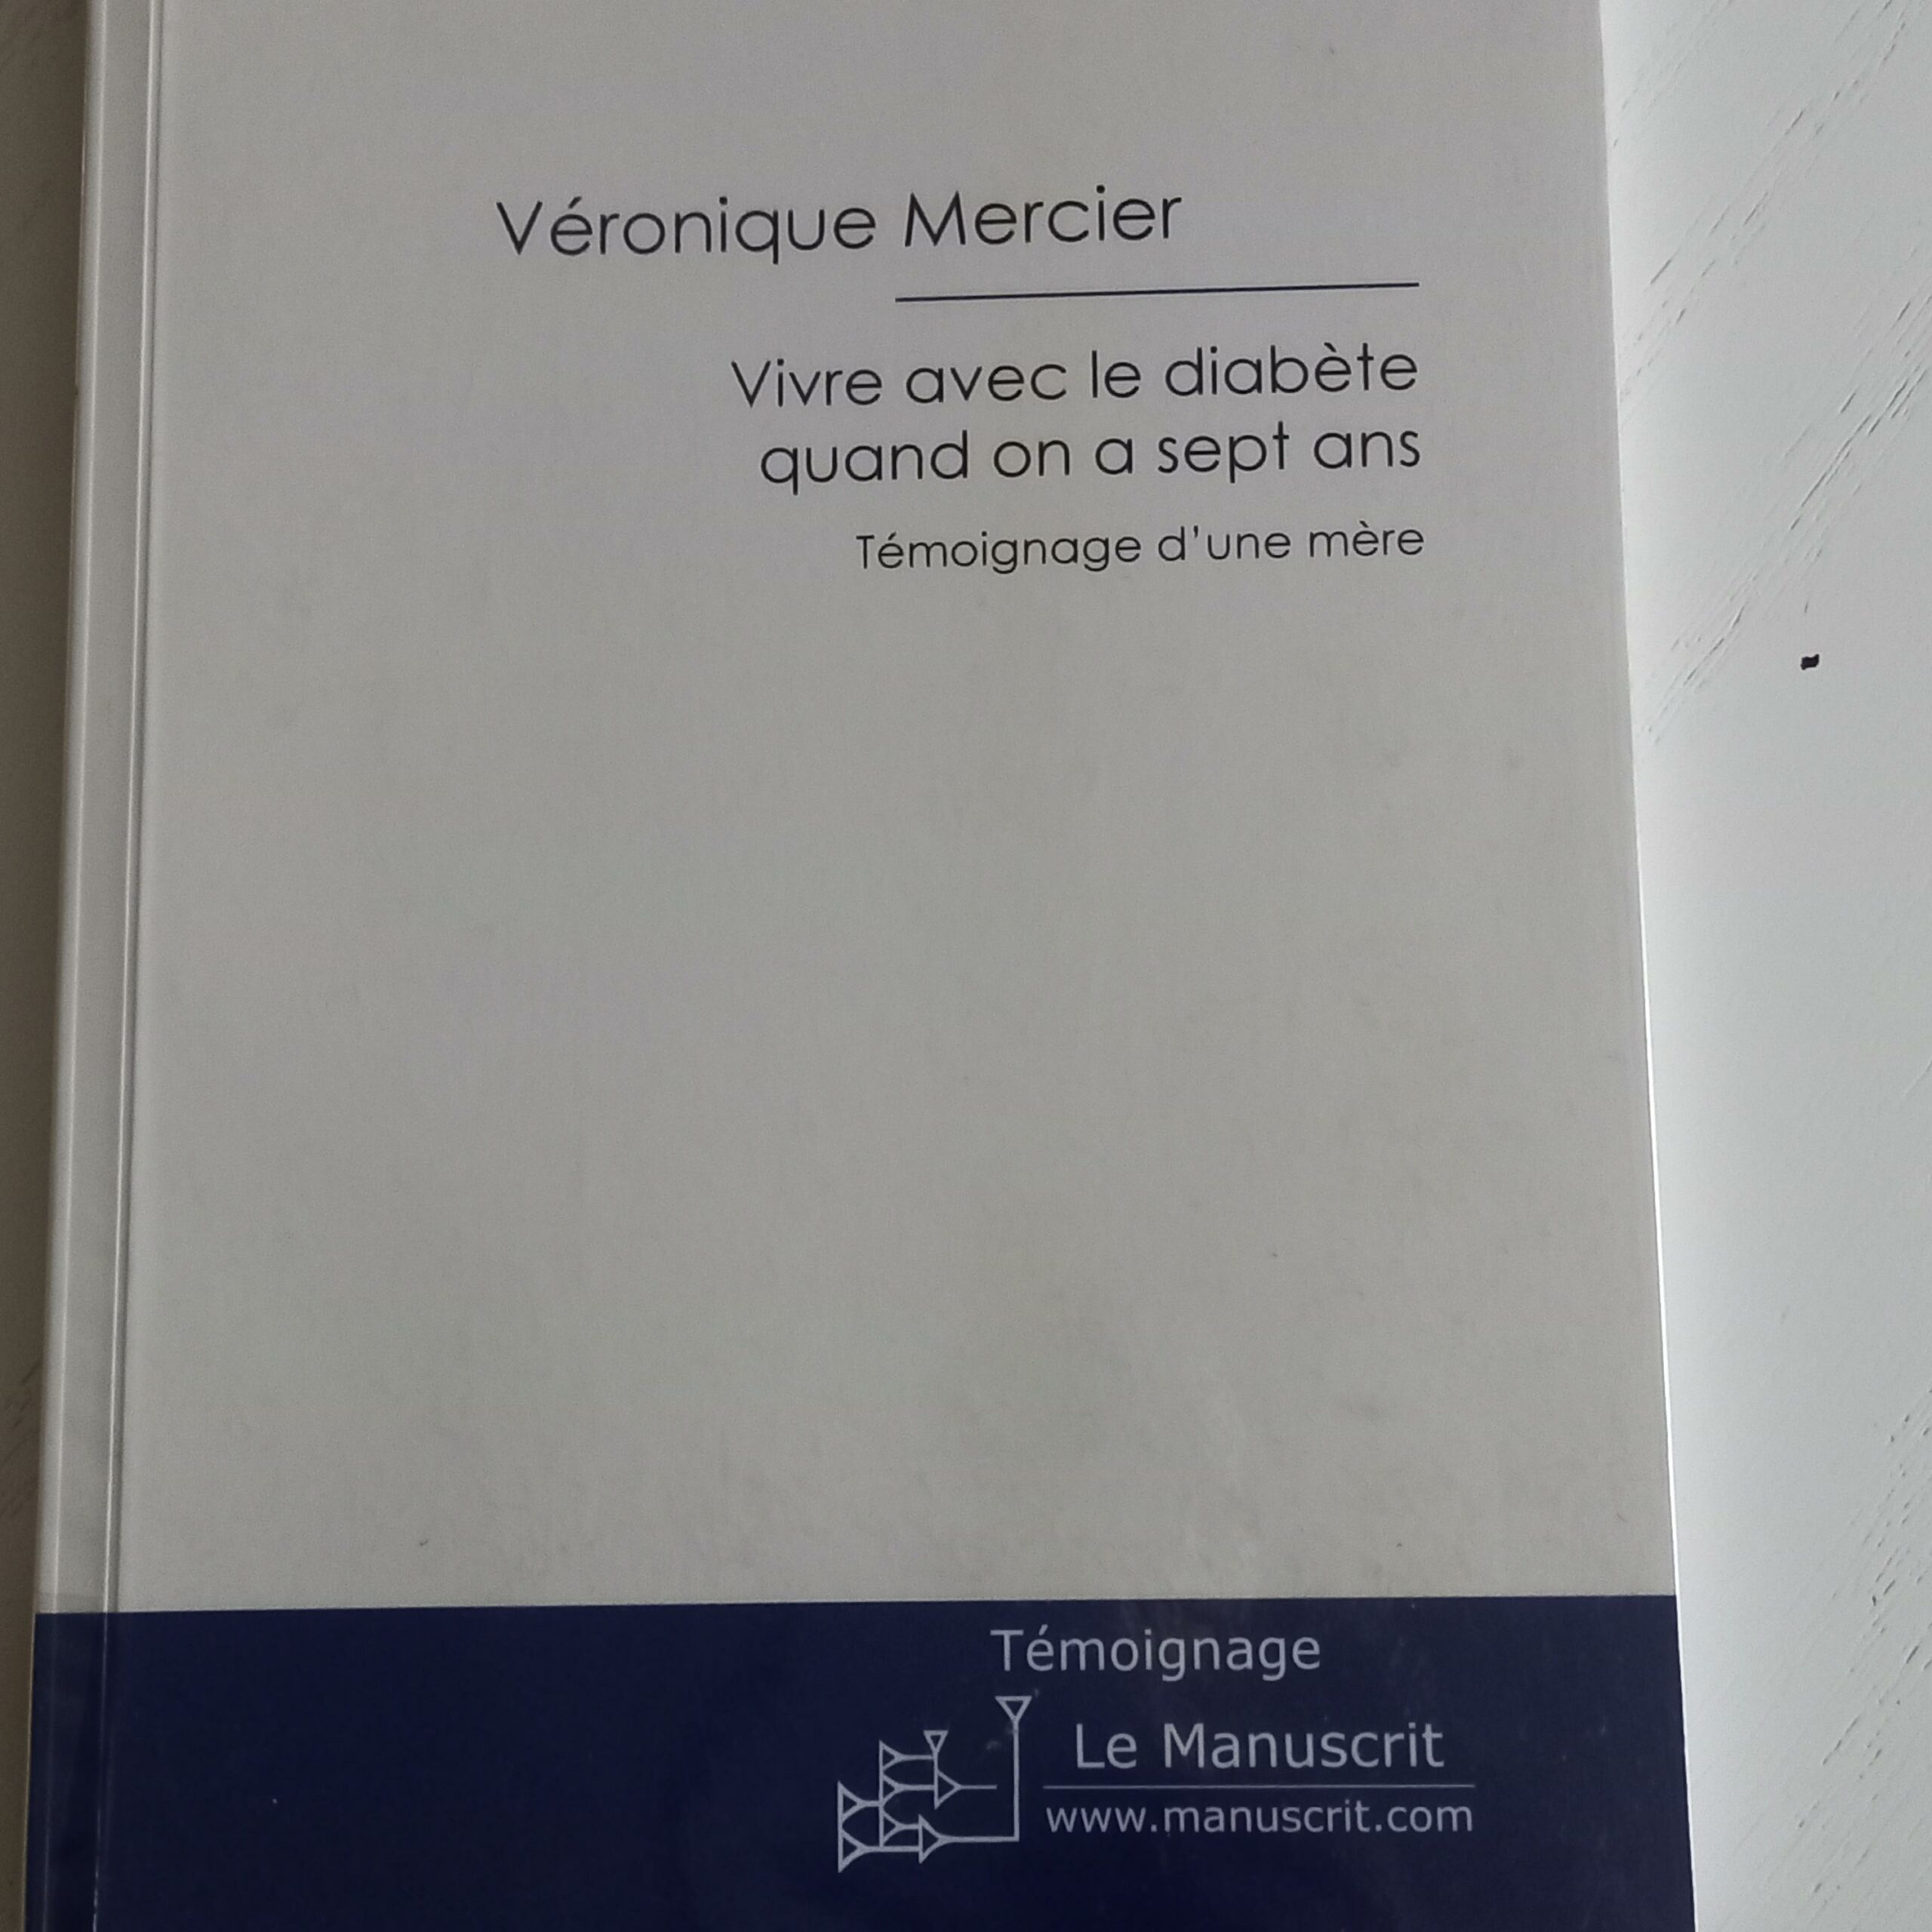 Véronique Mercier
Vivre avec le diabète
quand on a sept ans
Témoignage d'une mère
Témoignage
Le Manuscrit
www.manuscrit.com